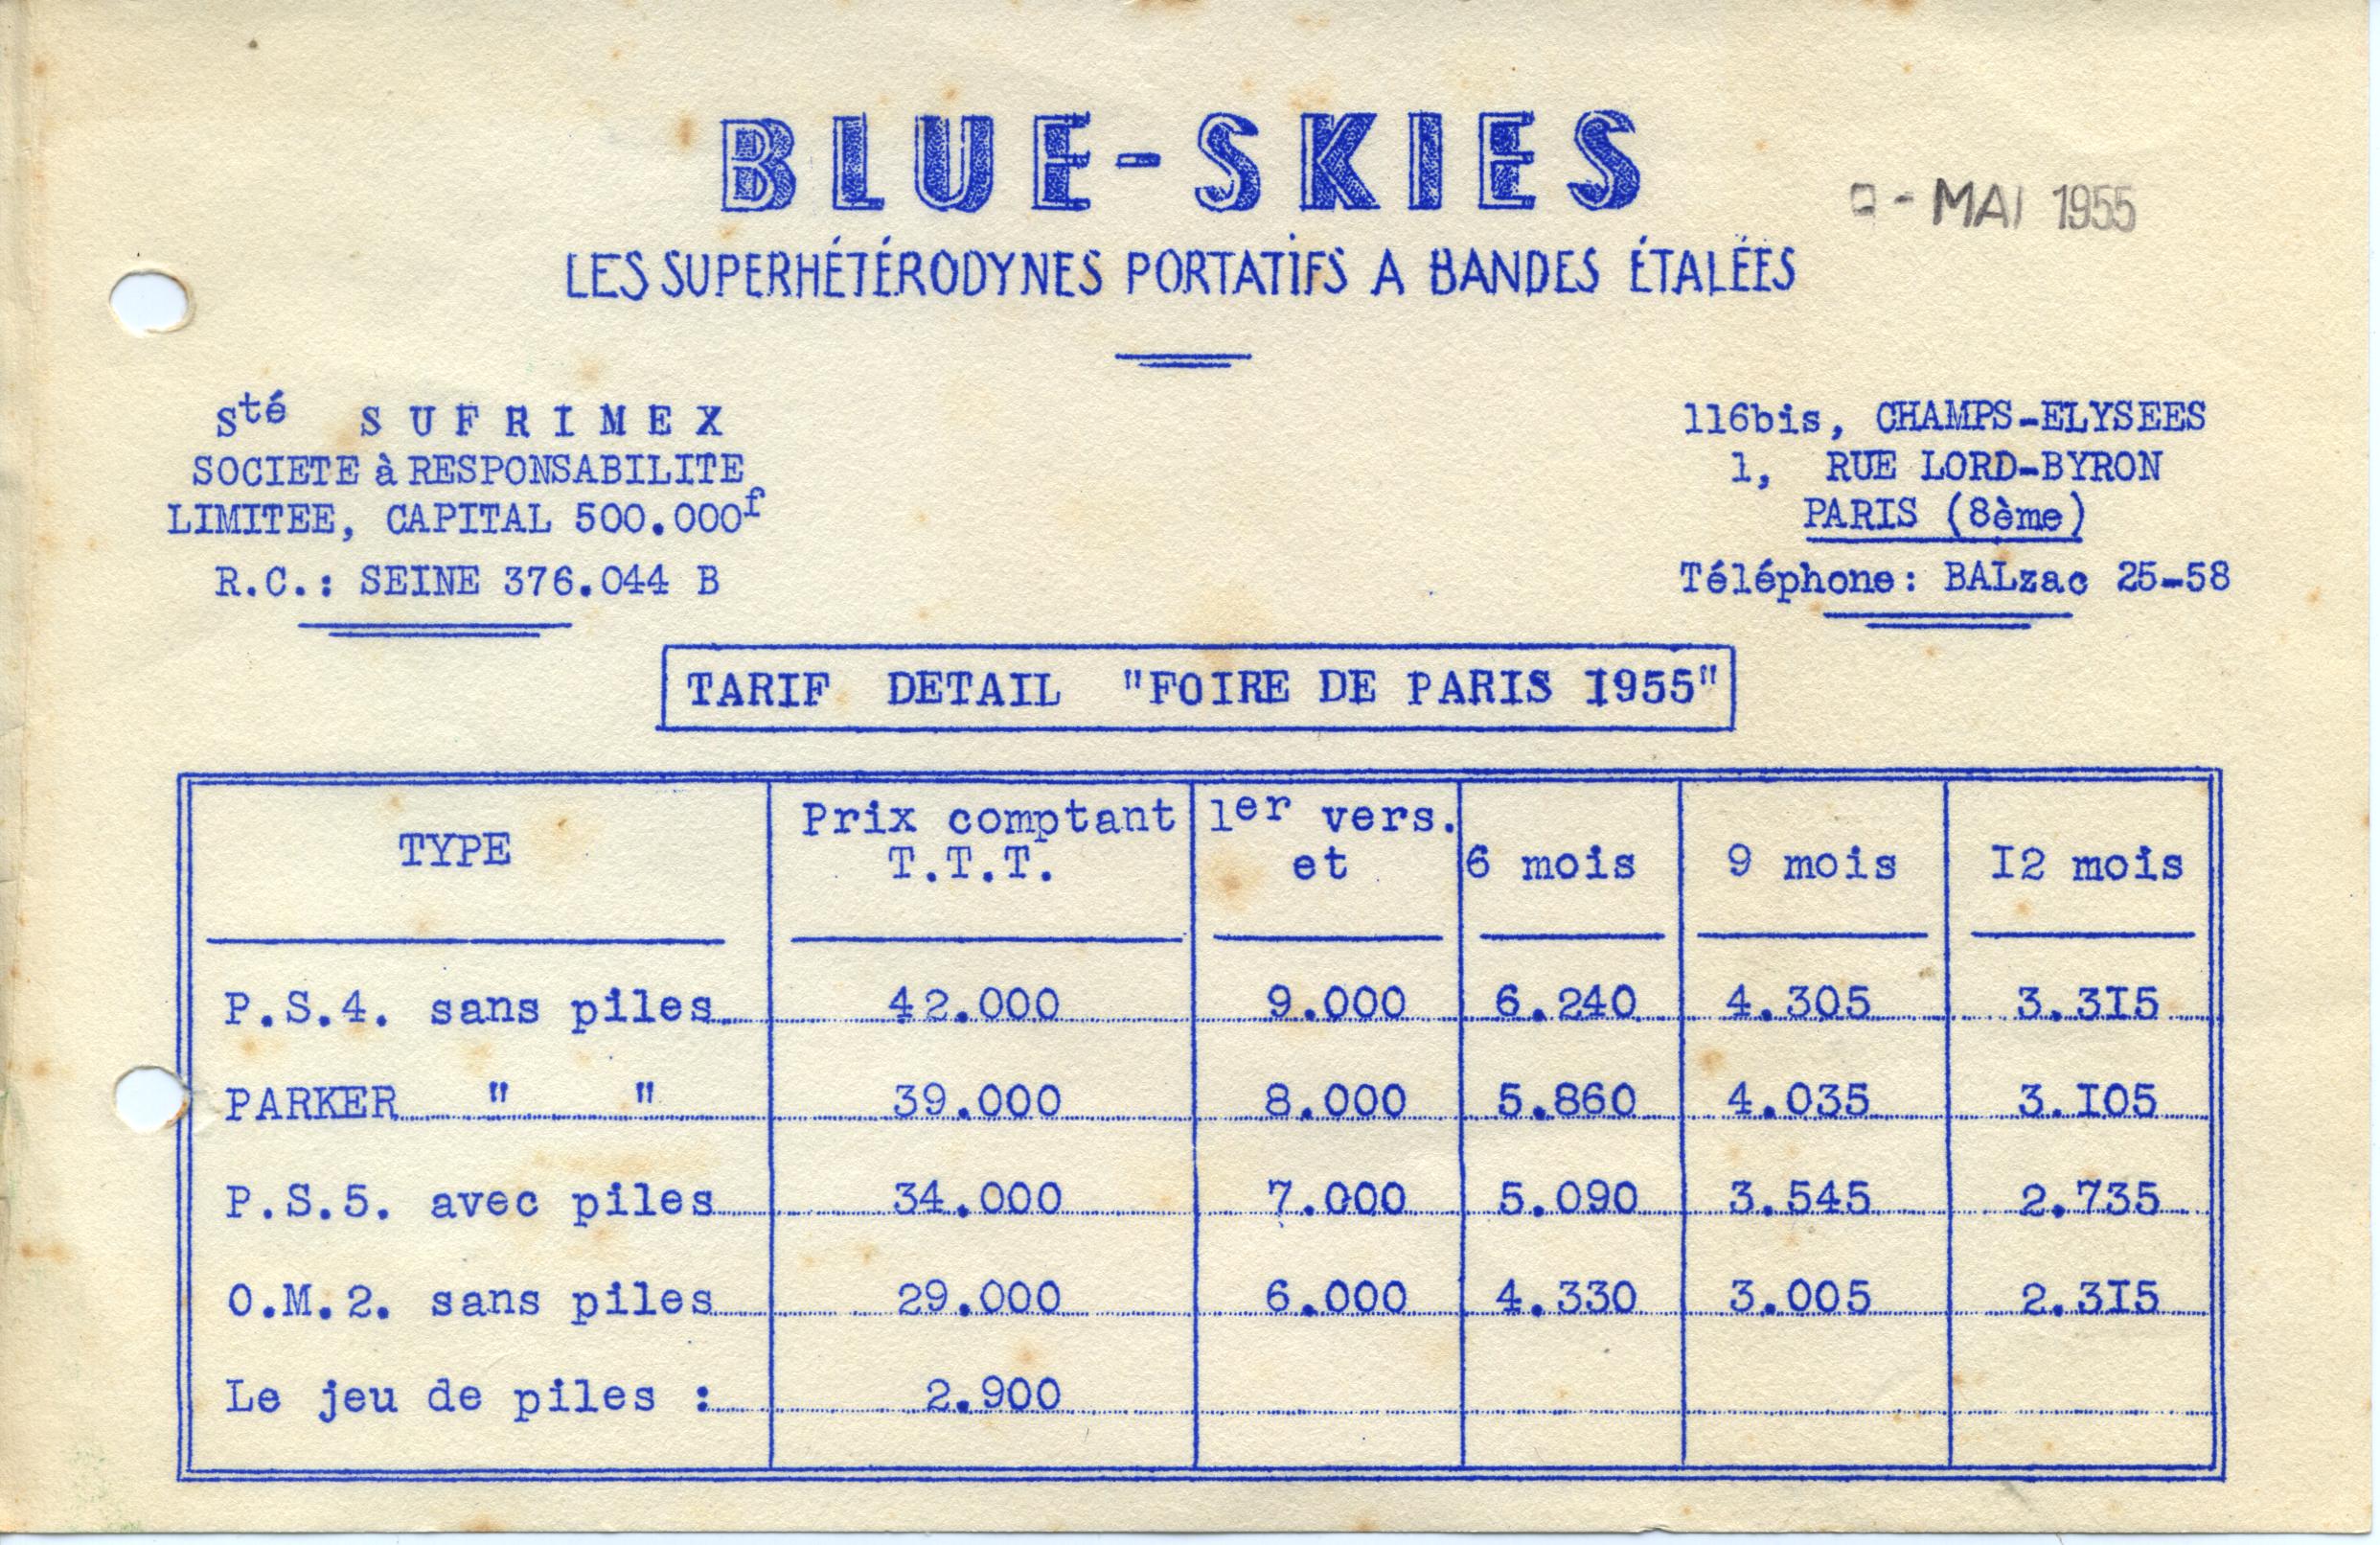 BLUE-SKIES
- MAI 1955
LES SUPERHÉTÉRODYNES PORTATIFS A BANDES ÉTALÉES
Sté SUFRIMEX
SOCIETE à RESPONSABILITE
LIMITEE, CAPITAL 500.000f
R.C.: SEINE 376.044 B
116bis, CHAMPS-ELYSEES
1, RUE LORD-BYRON
PARIS (8ème)
Téléphone: BALzac 25-58
TARIF DETAIL "FOIRE DE PARIS 1955"
TYPE Prix comptant T.T.T. 1er vers. et 6 mois 9 mois I2 mois
P.S.4. sans piles 42.000 9.000 6.240 4.305 3.3I5
PARKER " " 39.000 8.000 5.860 4.035 3.I05
P.S.5. avec piles 34.000 7.000 5.090 3.545 2.735
O.M.2. sans piles 29.000 6.000 4.330 3.005 2.3I5
Le jeu de piles : 2.900